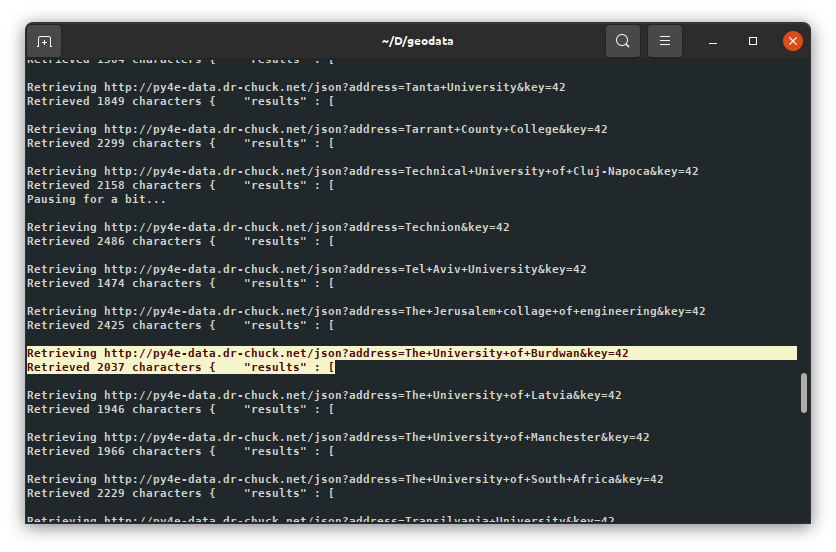 ~/D/geodata
Retrieved 1504 characters {    "results" : [
Retrieving http://py4e-data.dr-chuck.net/json?address=Tanta+University&key=42
Retrieved 1849 characters {    "results" : [
Retrieving http://py4e-data.dr-chuck.net/json?address=Tarrant+County+College&key=42
Retrieved 2299 characters {    "results" : [
Retrieving http://py4e-data.dr-chuck.net/json?address=Technical+University+of+Cluj-Napoca&key=42
Retrieved 2158 characters {    "results" : [
Pausing for a bit...
Retrieving http://py4e-data.dr-chuck.net/json?address=Technion&key=42
Retrieved 2486 characters {    "results" : [
Retrieving http://py4e-data.dr-chuck.net/json?address=Tel+Aviv+University&key=42
Retrieved 1474 characters {    "results" : [
Retrieving http://py4e-data.dr-chuck.net/json?address=The+Jerusalem+collage+of+engineering&key=42
Retrieved 2425 characters {    "results" : [
Retrieving http://py4e-data.dr-chuck.net/json?address=The+University+of+Burdwan&key=42
Retrieved 2037 characters {    "results" : [
Retrieving http://py4e-data.dr-chuck.net/json?address=The+University+of+Latvia&key=42
Retrieved 1946 characters {    "results" : [
Retrieving http://py4e-data.dr-chuck.net/json?address=The+University+of+Manchester&key=42
Retrieved 1966 characters {    "results" : [
Retrieving http://py4e-data.dr-chuck.net/json?address=The+University+of+South+Africa&key=42
Retrieved 2229 characters {    "results" : [
Retrieving http://py4e-data.dr-chuck.net/json?address=Transilvania+University&key=42